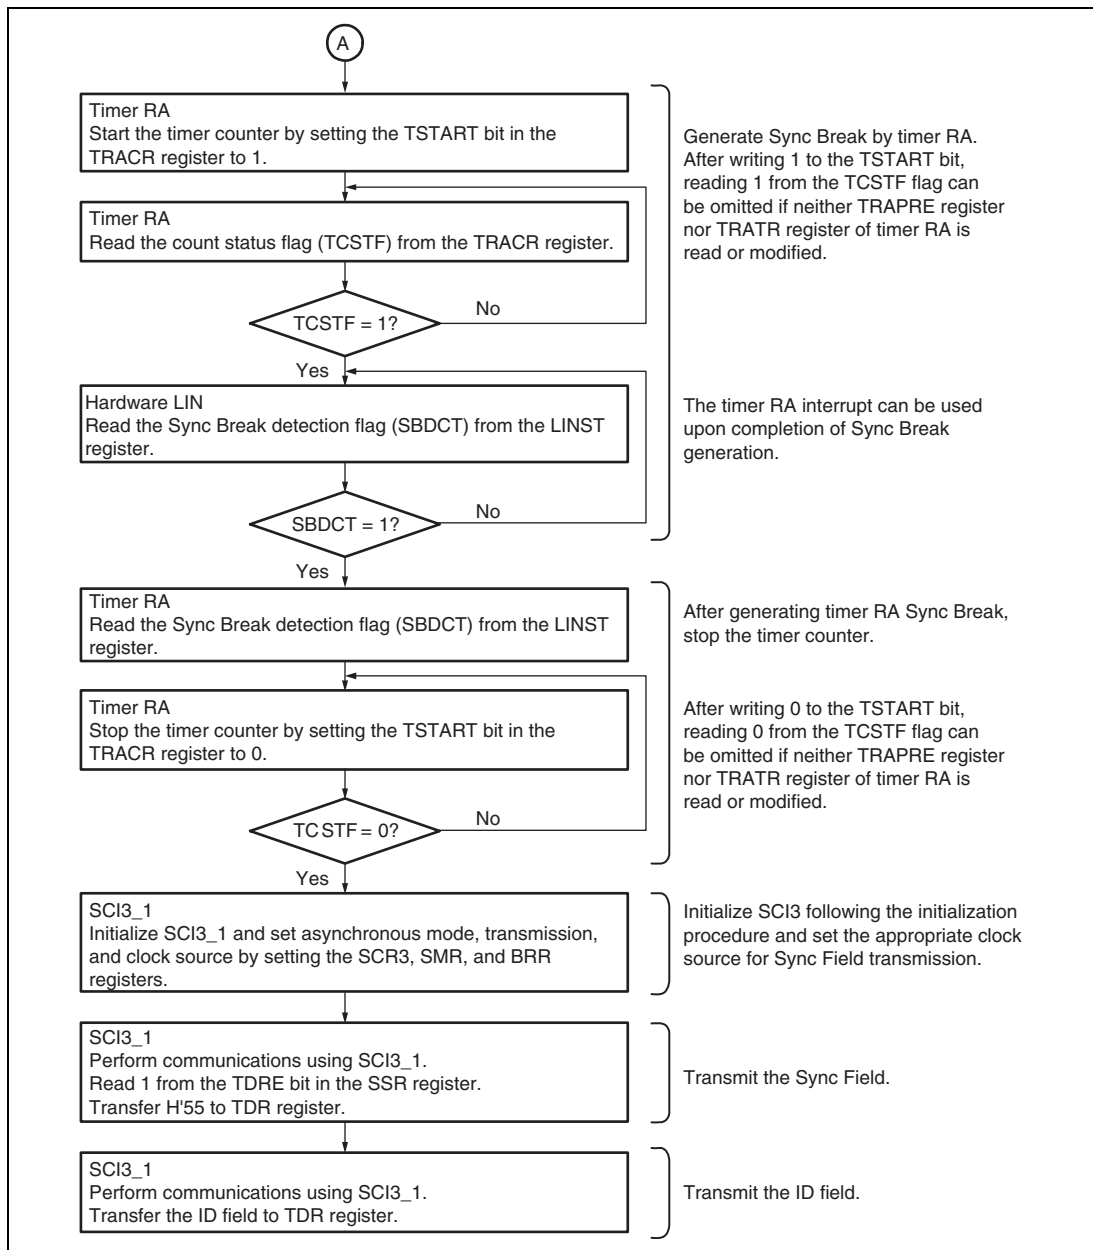 A
Timer RA
Start the timer counter by setting the TSTART bit in the
TRACR register to 1.
Generate Sync Break by timer RA.
After writing 1 to the TSTART bit,
reading 1 from the TCSTF flag can
be omitted if neither TRAPRE register
nor TRATR register of timer RA is
read or modified.
Timer RA
Read the count status flag (TCSTF) from the TRACR register.
TCSTF = 1?
No
Yes
Hardware LIN
Read the Sync Break detection flag (SBDCT) from the LINST
register.
The timer RA interrupt can be used
upon completion of Sync Break
generation.
SBDCT = 1?
No
Yes
Timer RA
Read the Sync Break detection flag (SBDCT) from the LINST
register.
After generating timer RA Sync Break,
stop the timer counter.
Timer RA
Stop the timer counter by setting the TSTART bit in the
TRACR register to 0.
After writing 0 to the TSTART bit,
reading 0 from the TCSTF flag
can be omitted if neither TRAPRE register
nor TRATR register of timer RA is
read or modified.
TCSTF = 0?
No
Yes
SCI3_1
Initialize SCI3_1 and set asynchronous mode, transmission,
and clock source by setting the SCR3, SMR, and BRR
registers.
Initialize SCI3 following the initialization
procedure and set the appropriate clock
source for Sync Field transmission.
SCI3_1
Perform communications using SCI3_1.
Read 1 from the TDRE bit in the SSR register.
Transfer H'55 to TDR register.
Transmit the Sync Field.
SCI3_1
Perform communications using SCI3_1.
Transfer the ID field to TDR register.
Transmit the ID field.